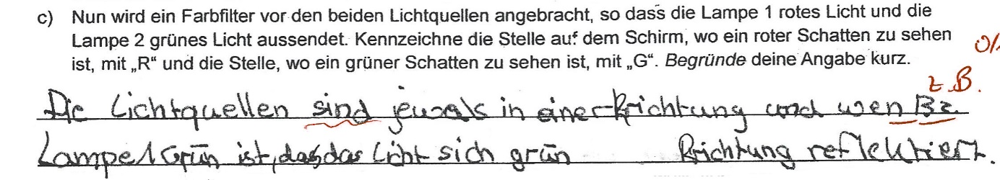 c) Nun wird ein Farbfilter vor den beiden Lichtquellen angebracht, so dass die Lampe 1 rotes Licht und die
Lampe 2 grünes Licht aussendet. Kennzeichne die Stelle auf dem Schirm, wo ein roter Schatten zu sehen
ist, mit „R“ und die Stelle, wo ein grüner Schatten zu sehen ist, mit „G“. Begründe deine Angabe kurz.
z.B.
Die Lichtquellen sind jewals in einer Richtung und wen Bz.
Lampe 1 Grün ist, das das Licht sich grün Richtung reflektiert.